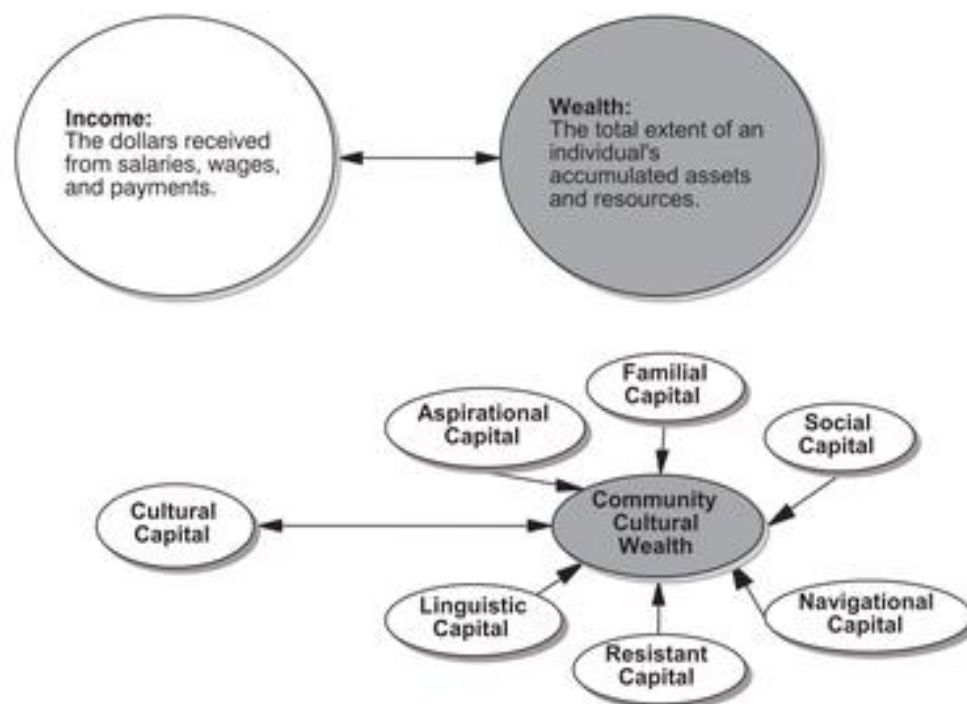 Income:
The dollars received
from salaries, wages,
and payments.
Wealth:
The total extent of an
individual's
accumulated assets
and resources.
Familial
Capital
Aspirational
Capital
Social
Capital
Cultural
Capital
Community
Cultural
Wealth
Linguistic
Capital
Navigational
Capital
Resistant
Capital